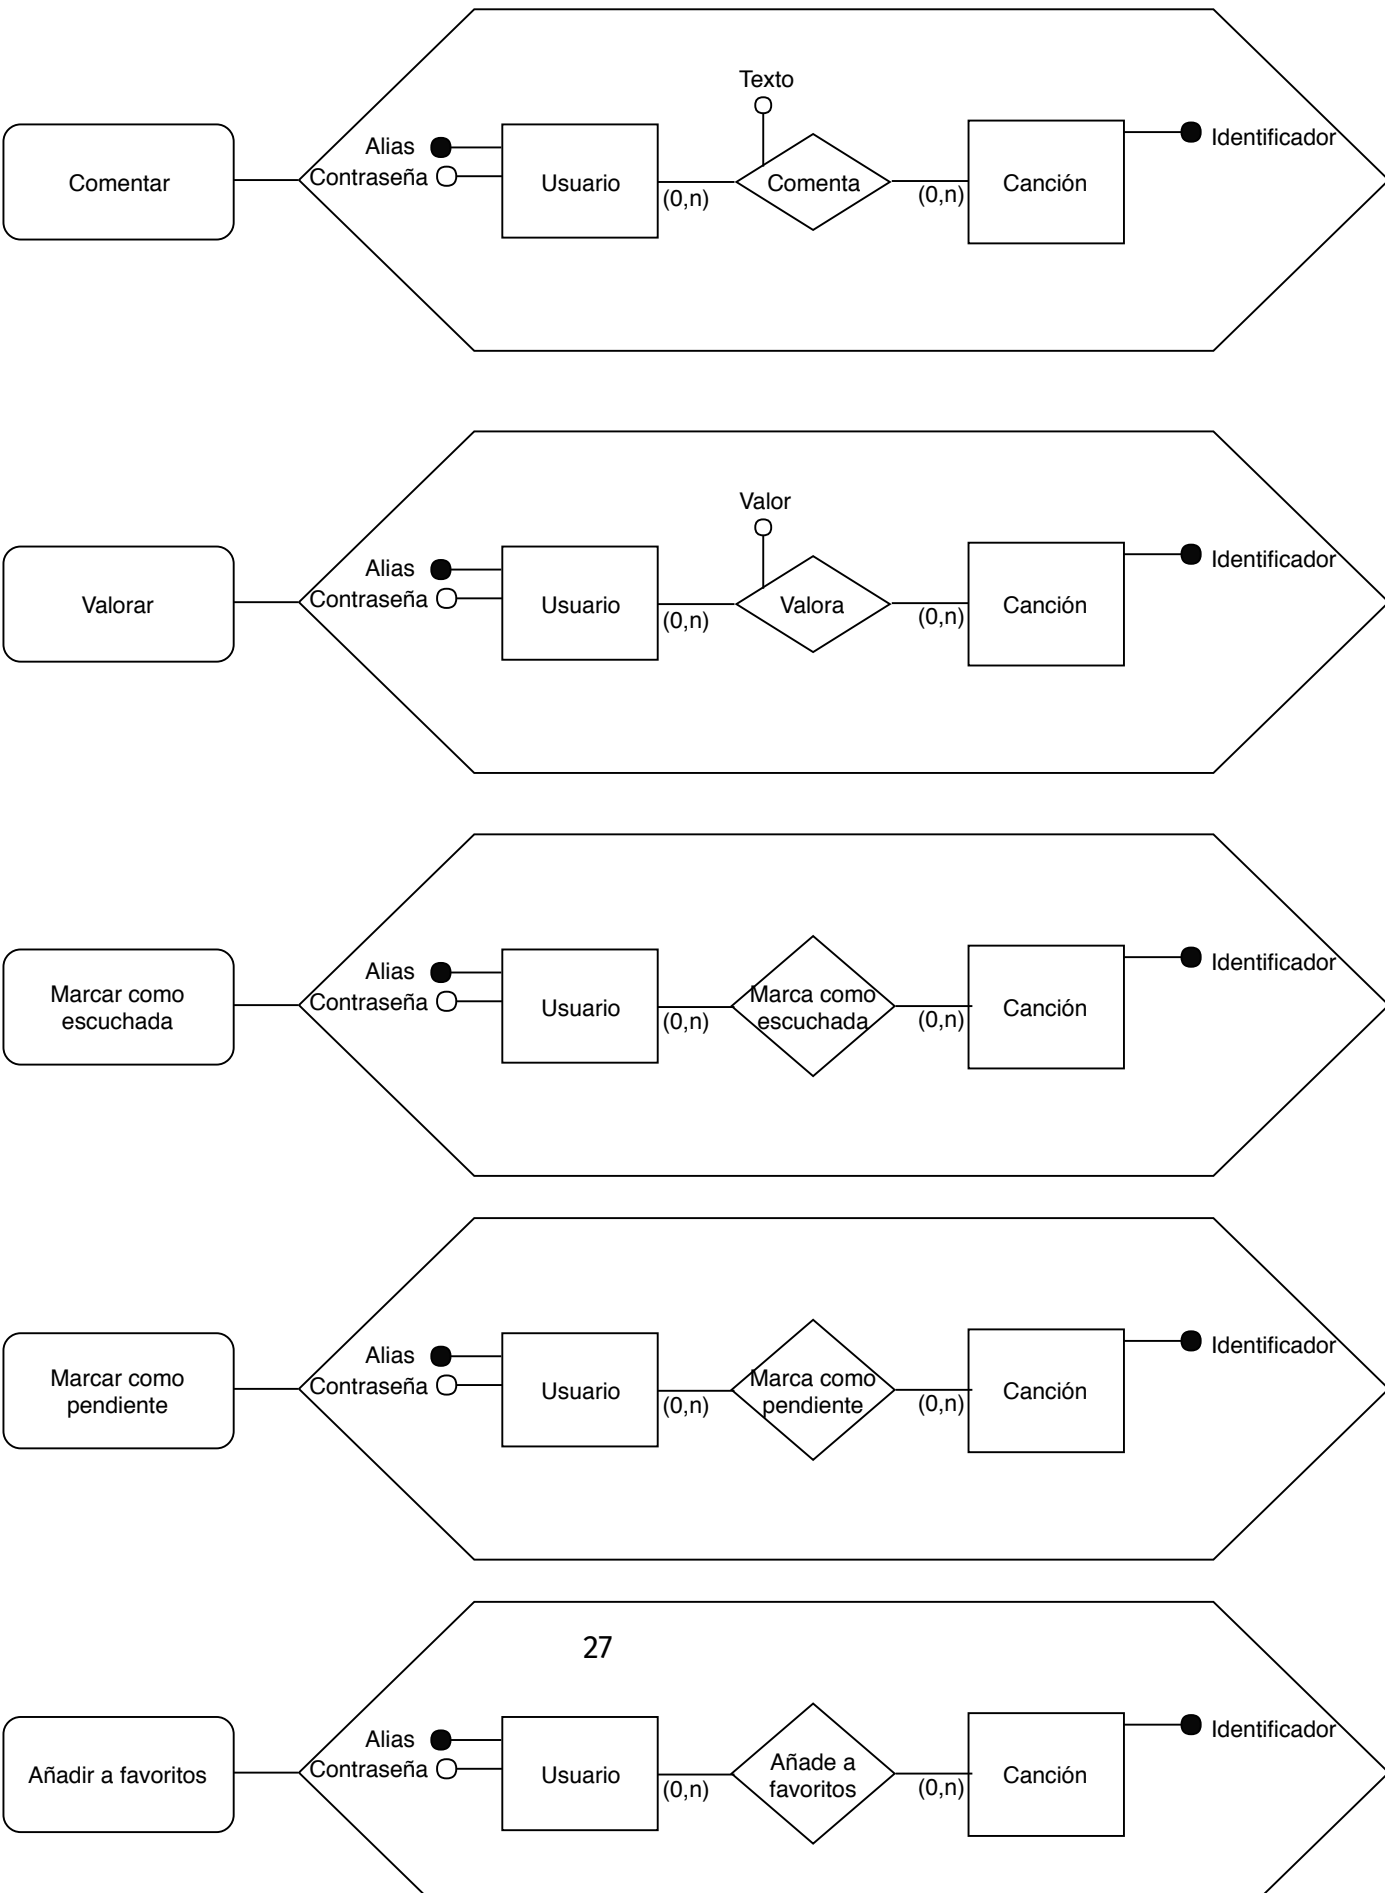 Texto
Alias
Contraseña
Identificador
Comentar
Usuario
Comenta
Canción
(0,n)
(0,n)
Valor
Alias
Contraseña
Identificador
Valorar
Usuario
Valora
Canción
(0,n)
(0,n)
Alias
Contraseña
Identificador
Marcar como
escuchada
Usuario
Marca como
escuchada
Canción
(0,n)
(0,n)
Alias
Contraseña
Identificador
Marcar como
pendiente
Usuario
Marca como
pendiente
Canción
(0,n)
(0,n)
27
Alias
Contraseña
Identificador
Añadir a favoritos
Usuario
Añade a
favoritos
Canción
(0,n)
(0,n)